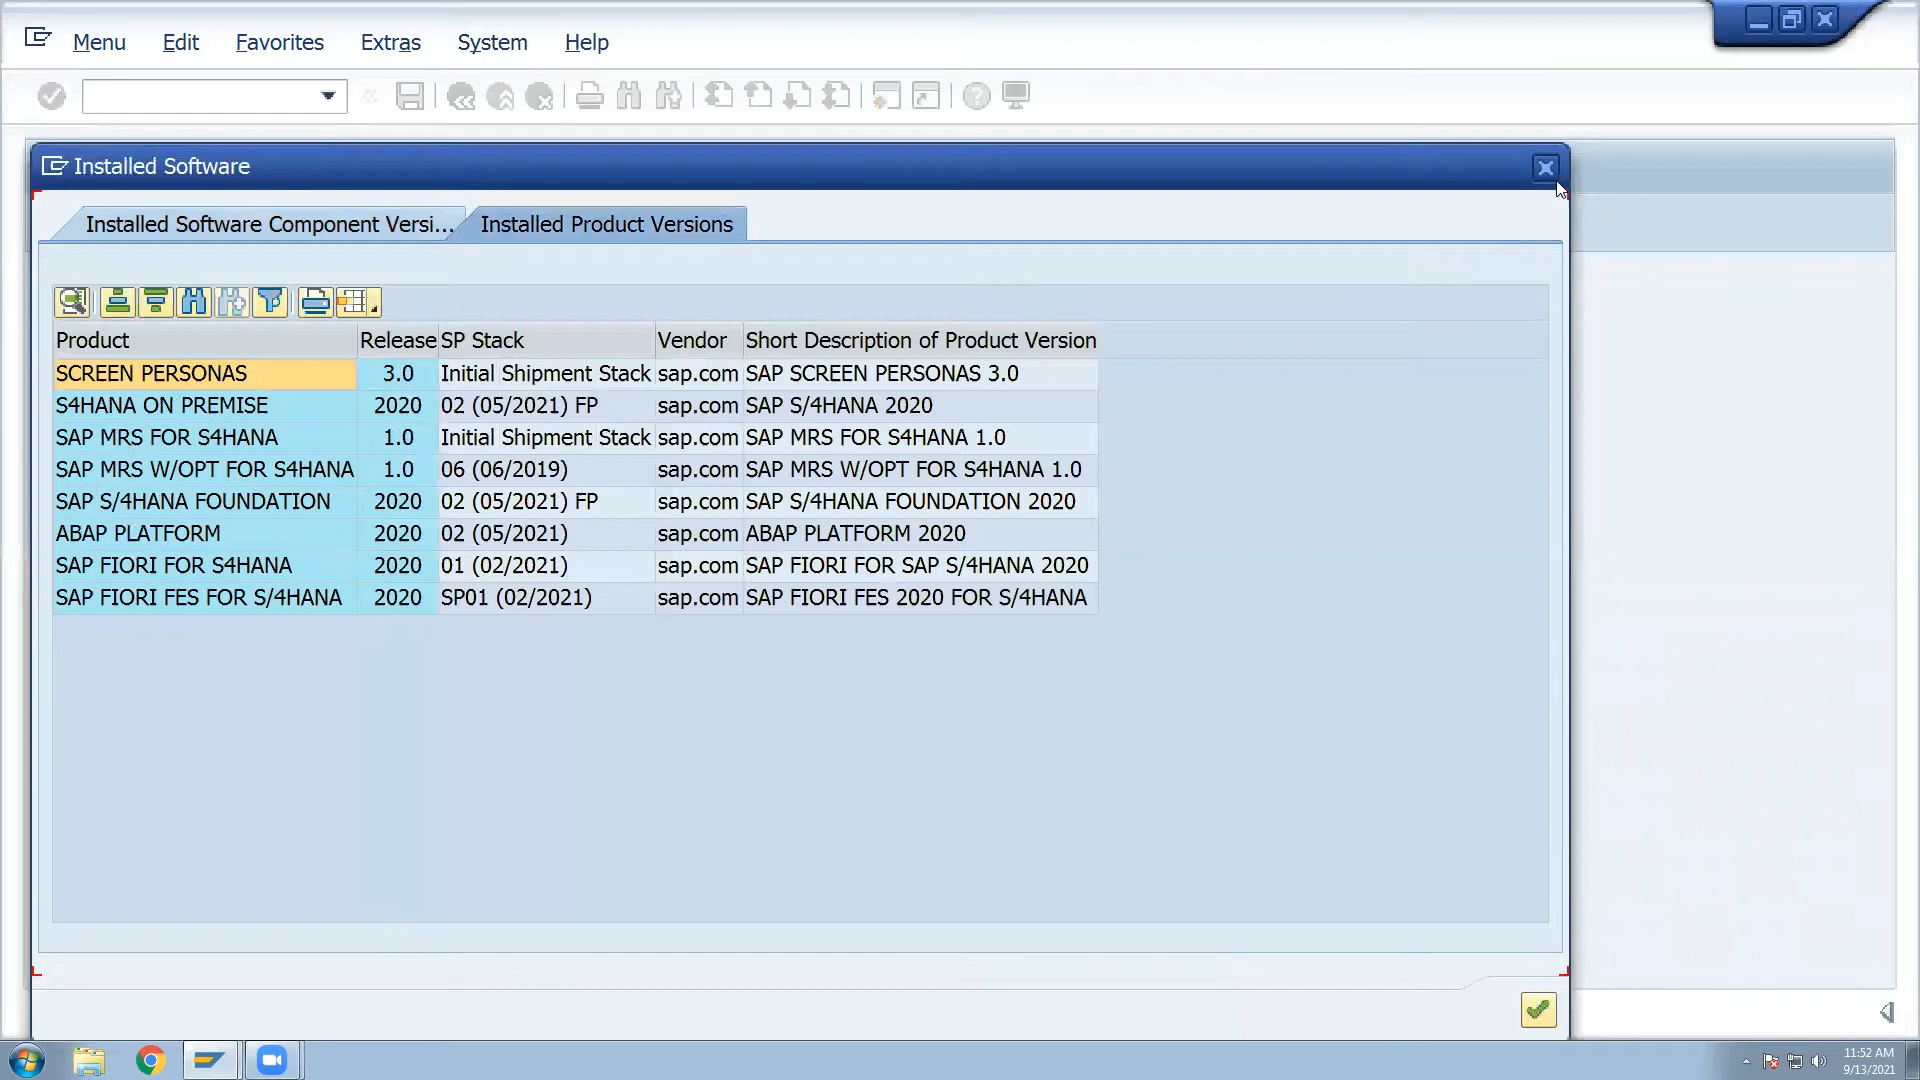 Menu Edit Favorites Extras System Help
Installed Software
Installed Software Component Versi... Installed Product Versions
Product Release SP Stack Vendor Short Description of Product Version
SCREEN PERSONAS 3.0 Initial Shipment Stack sap.com SAP SCREEN PERSONAS 3.0
S4HANA ON PREMISE 2020 02 (05/2021) FP sap.com SAP S/4HANA 2020
SAP MRS FOR S4HANA 1.0 Initial Shipment Stack sap.com SAP MRS FOR S4HANA 1.0
SAP MRS W/OPT FOR S4HANA 1.0 06 (06/2019) sap.com SAP MRS W/OPT FOR S4HANA 1.0
SAP S/4HANA FOUNDATION 2020 02 (05/2021) FP sap.com SAP S/4HANA FOUNDATION 2020
ABAP PLATFORM 2020 02 (05/2021) sap.com ABAP PLATFORM 2020
SAP FIORI FOR S4HANA 2020 01 (02/2021) sap.com SAP FIORI FOR SAP S/4HANA 2020
SAP FIORI FES FOR S/4HANA 2020 SP01 (02/2021) sap.com SAP FIORI FES 2020 FOR S/4HANA
11:52 AM
9/13/2021